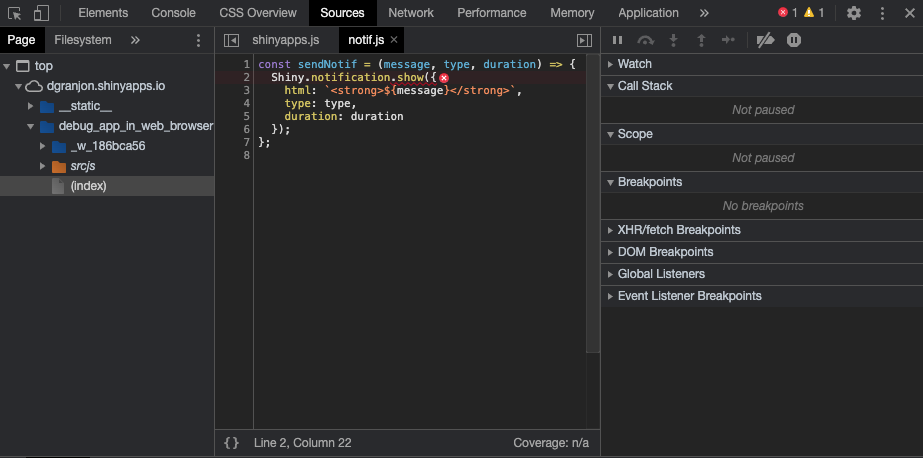 Elements Console CSS Overview Sources Network Performance Memory Application » 1 1
Page Filesystem »
shinyapps.js notif.js ×
top
dgranjon.shinyapps.io
__static__
debug_app_in_web_browser
_w_186bca56
srcjs
(index)
1 const sendNotif = (message, type, duration) => {
2 Shiny.notification.show({
3 html: `<strong>${message}</strong>`,
4 type: type,
5 duration: duration
6 });
7 };
8
{} Line 2, Column 22 Coverage: n/a
Watch
Call Stack
Not paused
Scope
Not paused
Breakpoints
No breakpoints
XHR/fetch Breakpoints
DOM Breakpoints
Global Listeners
Event Listener Breakpoints